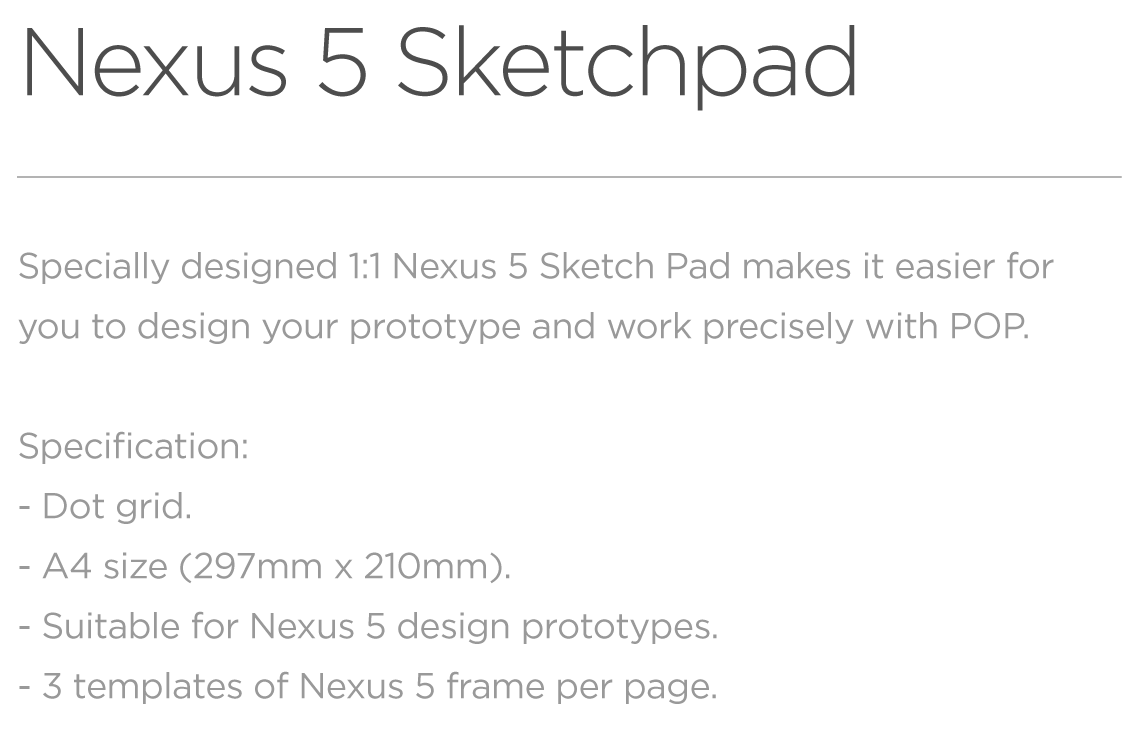 Nexus 5 Sketchpad
Specially designed 1:1 Nexus 5 Sketch Pad makes it easier for
you to design your prototype and work precisely with POP.
Specification:
- Dot grid.
- A4 size (297mm x 210mm).
- Suitable for Nexus 5 design prototypes.
- 3 templates of Nexus 5 frame per page.